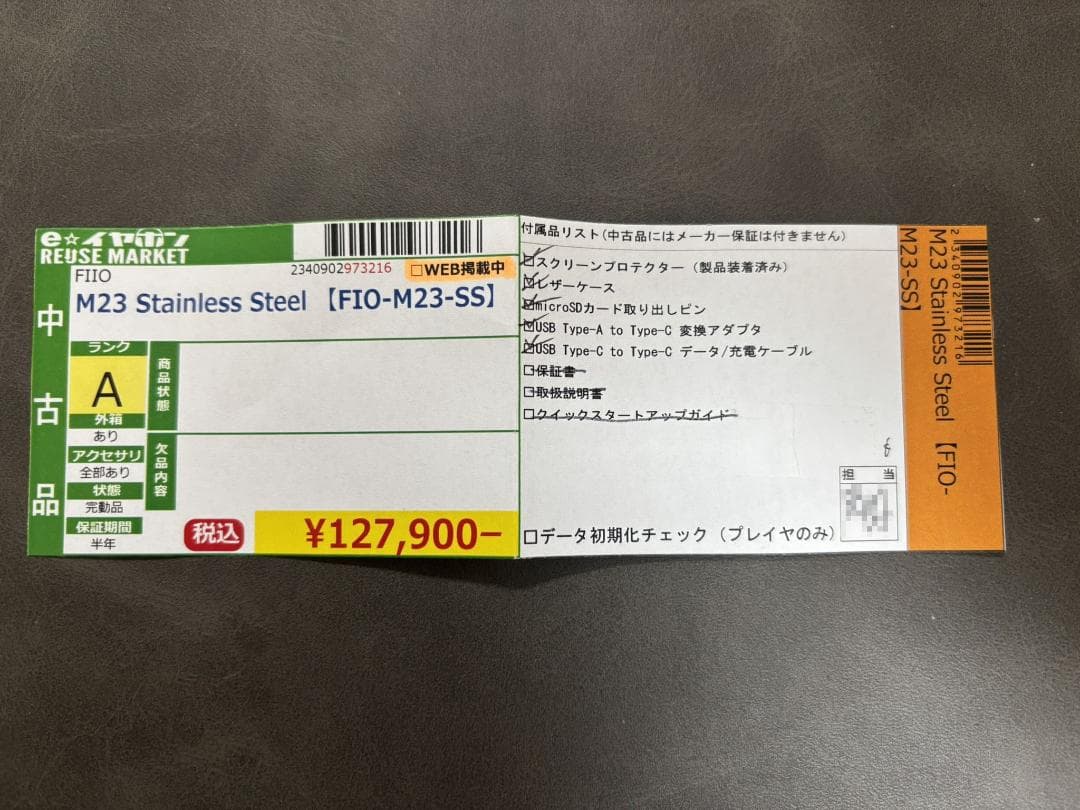 e☆イヤホン
REUSE MARKET
FIIO
2340902973216
□WEB掲載中
M23 Stainless Steel 【FIO-M23-SS】
中古品
ランク
A
外箱
あり
アクセサリ
全部あり
状態
完動品
保証期間
半年
商品状態
欠品内容
税込
¥127,900−
付属品リスト(中古品にはメーカー保証は付きません)
☑スクリーンプロテクター(製品装着済み)
☑レザーケース
☑microSDカード取り出しピン
☑USB Type-A to Type-C 変換アダプタ
☑USB Type-C to Type-C データ/充電ケーブル
□保証書
□取扱説明書
□クイックスタートアップガイド
担当
□データ初期化チェック(プレイヤのみ)
2340902973216
M23 Stainless Steel 【FIO-
M23-SS】